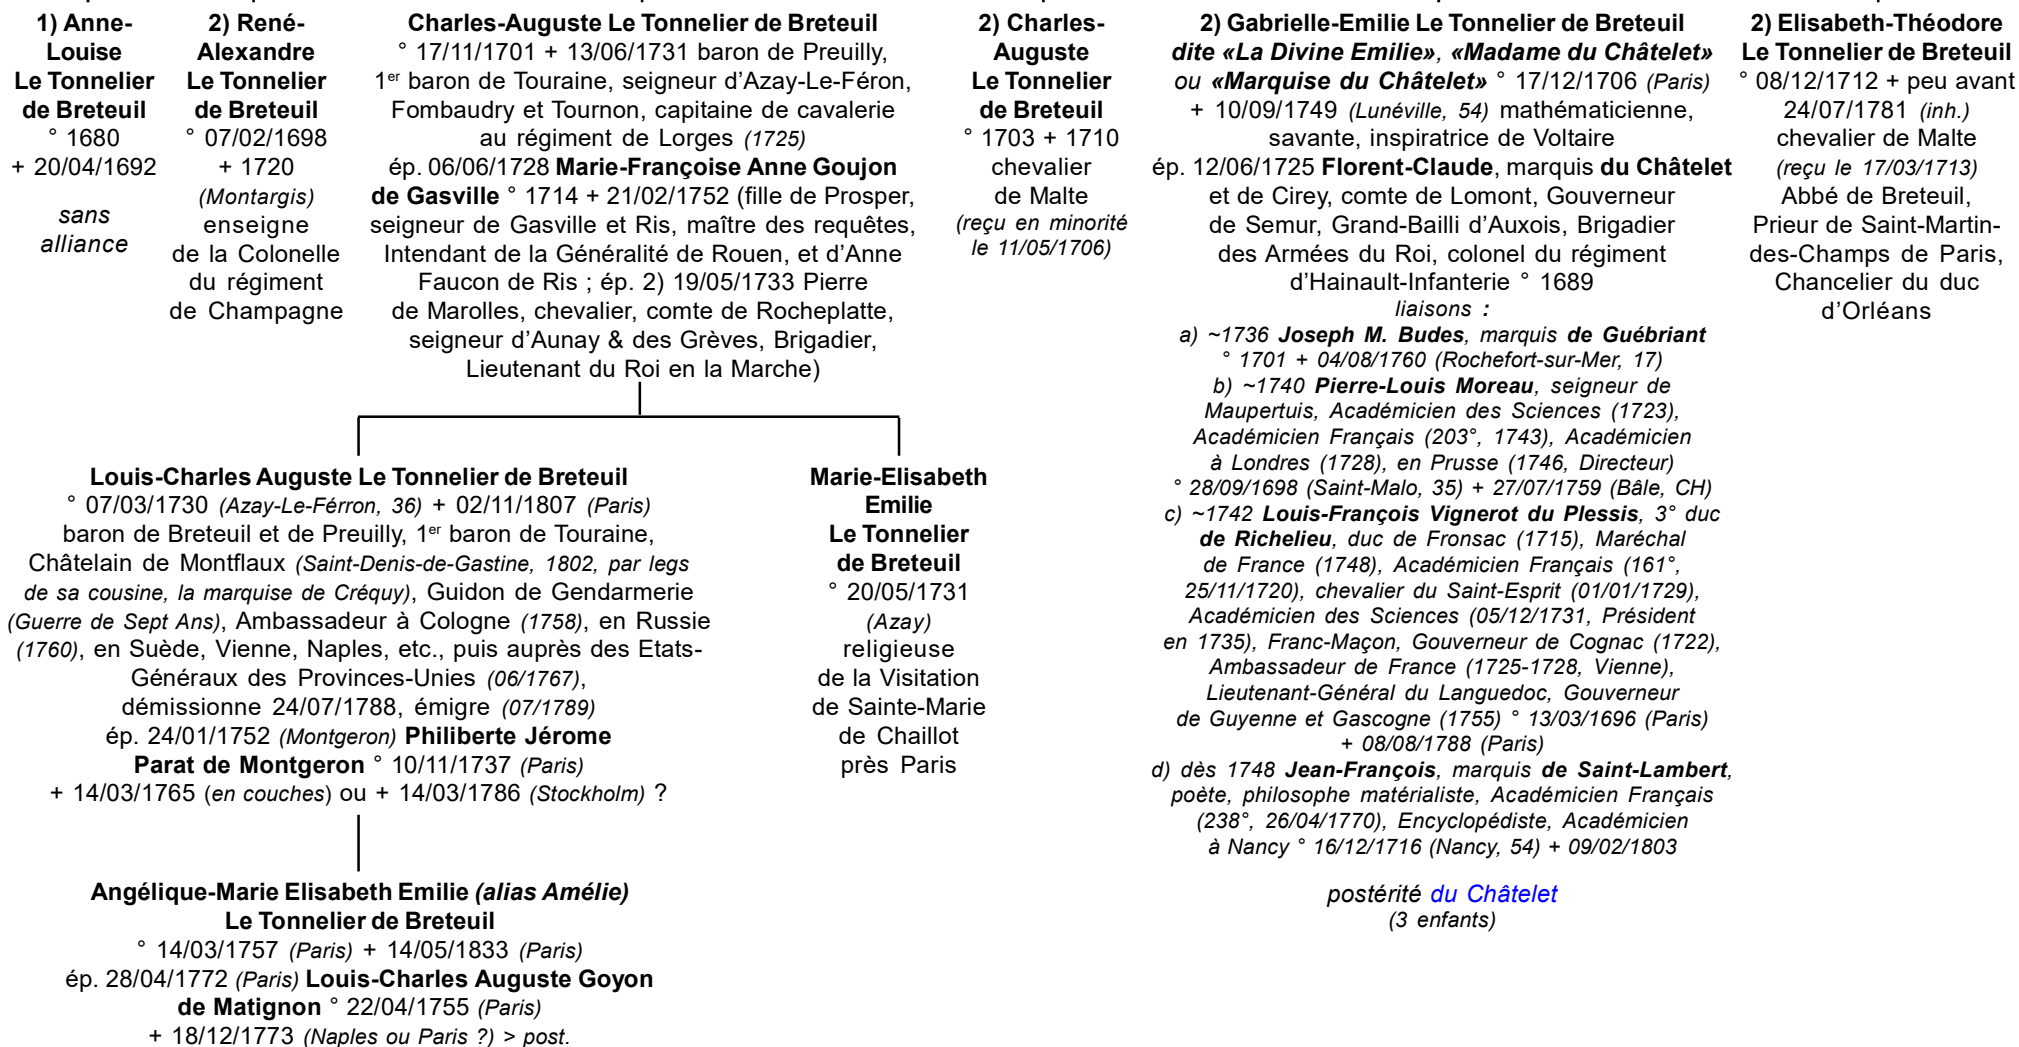 1) Anne-
Louise
Le Tonnelier
de Breteuil
° 1680
+ 20/04/1692
sans
alliance
2) René-
Alexandre
Le Tonnelier
de Breteuil
° 07/02/1698
+ 1720
(Montargis)
enseigne
de la Colonelle
du régiment
de Champagne
Charles-Auguste Le Tonnelier de Breteuil
° 17/11/1701 + 13/06/1731 baron de Preuilly,
1er baron de Touraine, seigneur d'Azay-Le-Féron,
Fombaudry et Tournon, capitaine de cavalerie
au régiment de Lorges (1725)
ép. 06/06/1728 Marie-Françoise Anne Goujon
de Gasville ° 1714 + 21/02/1752 (fille de Prosper,
seigneur de Gasville et Ris, maître des requêtes,
Intendant de la Généralité de Rouen, et d'Anne
Faucon de Ris ; ép. 2) 19/05/1733 Pierre
de Marolles, chevalier, comte de Rocheplatte,
seigneur d'Aunay & des Grèves, Brigadier,
Lieutenant du Roi en la Marche)
2) Charles-
Auguste
Le Tonnelier
de Breteuil
° 1703 + 1710
chevalier
de Malte
(reçu en minorité
le 11/05/1706)
2) Gabrielle-Emilie Le Tonnelier de Breteuil
dite «La Divine Emilie», «Madame du Châtelet»
ou «Marquise du Châtelet» ° 17/12/1706 (Paris)
+ 10/09/1749 (Lunéville, 54) mathématicienne,
savante, inspiratrice de Voltaire
ép. 12/06/1725 Florent-Claude, marquis du Châtelet
et de Cirey, comte de Lomont, Gouverneur
de Semur, Grand-Bailli d'Auxois, Brigadier
des Armées du Roi, colonel du régiment
d'Hainault-Infanterie ° 1689
liaisons :
a) ~1736 Joseph M. Budes, marquis de Guébriant
° 1701 + 04/08/1760 (Rochefort-sur-Mer, 17)
b) ~1740 Pierre-Louis Moreau, seigneur de
Maupertuis, Académicien des Sciences (1723),
Académicien Français (203°, 1743), Académicien
à Londres (1728), en Prusse (1746, Directeur)
° 28/09/1698 (Saint-Malo, 35) + 27/07/1759 (Bâle, CH)
c) ~1742 Louis-François Vignerot du Plessis, 3° duc
de Richelieu, duc de Fronsac (1715), Maréchal
de France (1748), Académicien Français (161°,
25/11/1720), chevalier du Saint-Esprit (01/01/1729),
Académicien des Sciences (05/12/1731, Président
en 1735), Franc-Maçon, Gouverneur de Cognac (1722),
Ambassadeur de France (1725-1728, Vienne),
Lieutenant-Général du Languedoc, Gouverneur
de Guyenne et Gascogne (1755) ° 13/03/1696 (Paris)
+ 08/08/1788 (Paris)
d) dès 1748 Jean-François, marquis de Saint-Lambert,
poète, philosophe matérialiste, Académicien Français
(238°, 26/04/1770), Encyclopédiste, Académicien
à Nancy ° 16/12/1716 (Nancy, 54) + 09/02/1803
postérité du Châtelet
(3 enfants)
2) Elisabeth-Théodore
Le Tonnelier de Breteuil
° 08/12/1712 + peu avant
24/07/1781 (inh.)
chevalier de Malte
(reçu le 17/03/1713)
Abbé de Breteuil,
Prieur de Saint-Martin-
des-Champs de Paris,
Chancelier du duc
d'Orléans
Louis-Charles Auguste Le Tonnelier de Breteuil
° 07/03/1730 (Azay-Le-Férron, 36) + 02/11/1807 (Paris)
baron de Breteuil et de Preuilly, 1er baron de Touraine,
Châtelain de Montflaux (Saint-Denis-de-Gastine, 1802, par legs
de sa cousine, la marquise de Créquy), Guidon de Gendarmerie
(Guerre de Sept Ans), Ambassadeur à Cologne (1758), en Russie
(1760), en Suède, Vienne, Naples, etc., puis auprès des Etats-
Généraux des Provinces-Unies (06/1767),
démissionne 24/07/1788, émigre (07/1789)
ép. 24/01/1752 (Montgeron) Philiberte Jérome
Parat de Montgeron ° 10/11/1737 (Paris)
+ 14/03/1765 (en couches) ou + 14/03/1786 (Stockholm) ?
Marie-Elisabeth
Emilie
Le Tonnelier
de Breteuil
° 20/05/1731
(Azay)
religieuse
de la Visitation
de Sainte-Marie
de Chaillot
près Paris
Angélique-Marie Elisabeth Emilie (alias Amélie)
Le Tonnelier de Breteuil
° 14/03/1757 (Paris) + 14/05/1833 (Paris)
ép. 28/04/1772 (Paris) Louis-Charles Auguste Goyon
de Matignon ° 22/04/1755 (Paris)
+ 18/12/1773 (Naples ou Paris ?) > post.